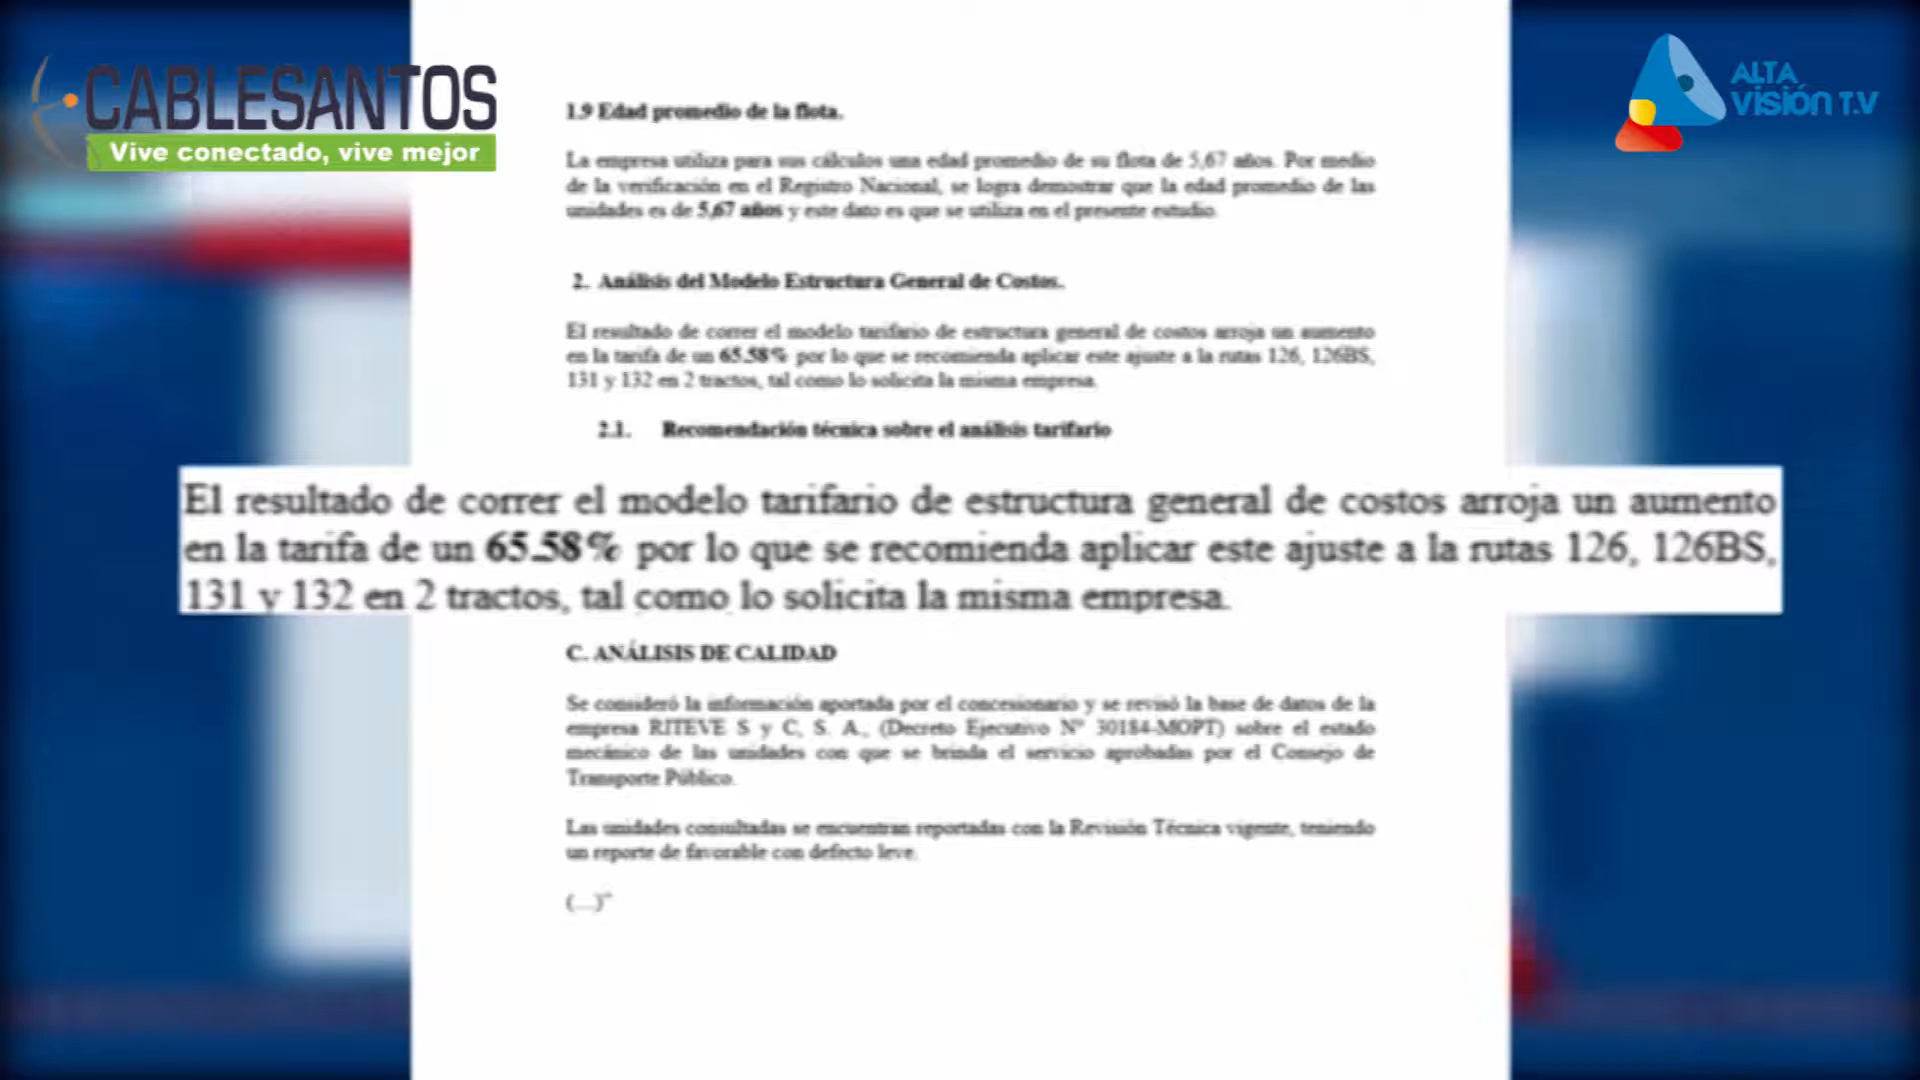 CABLESANTOS
Vive conectado, vive mejor
ALTA
VISIÓN T.V
1.9 Edad promedio de la flota.
La empresa utiliza para sus cálculos una edad promedio de su flota de 5,67 años. Por medio
de la verificación en el Registro Nacional, se logra demostrar que la edad promedio de las
unidades es de 5,67 años y este dato es que se utiliza en el presente estudio.
2. Análisis del Modelo Estructura General de Costos.
El resultado de correr el modelo tarifario de estructura general de costos arroja un aumento
en la tarifa de un 65.58% por lo que se recomienda aplicar este ajuste a la rutas 126, 126BS,
131 y 132 en 2 tractos, tal como lo solicita la misma empresa.
2.1. Recomendación técnica sobre el análisis tarifario
El resultado de correr el modelo tarifario de estructura general de costos arroja un aumento
en la tarifa de un 65.58% por lo que se recomienda aplicar este ajuste a la rutas 126, 126BS,
131 y 132 en 2 tractos, tal como lo solicita la misma empresa.
C. ANÁLISIS DE CALIDAD
Se consideró la información aportada por el concesionario y se revisó la base de datos de la
empresa RITEVE S y C, S. A., (Decreto Ejecutivo Nº 30184-MOPT) sobre el estado
mecánico de las unidades con que se brinda el servicio aprobadas por el Consejo de
Transporte Público.
Las unidades consultadas se encuentran reportadas con la Revisión Técnica vigente, teniendo
un reporte de favorable con defecto leve.
(...)"